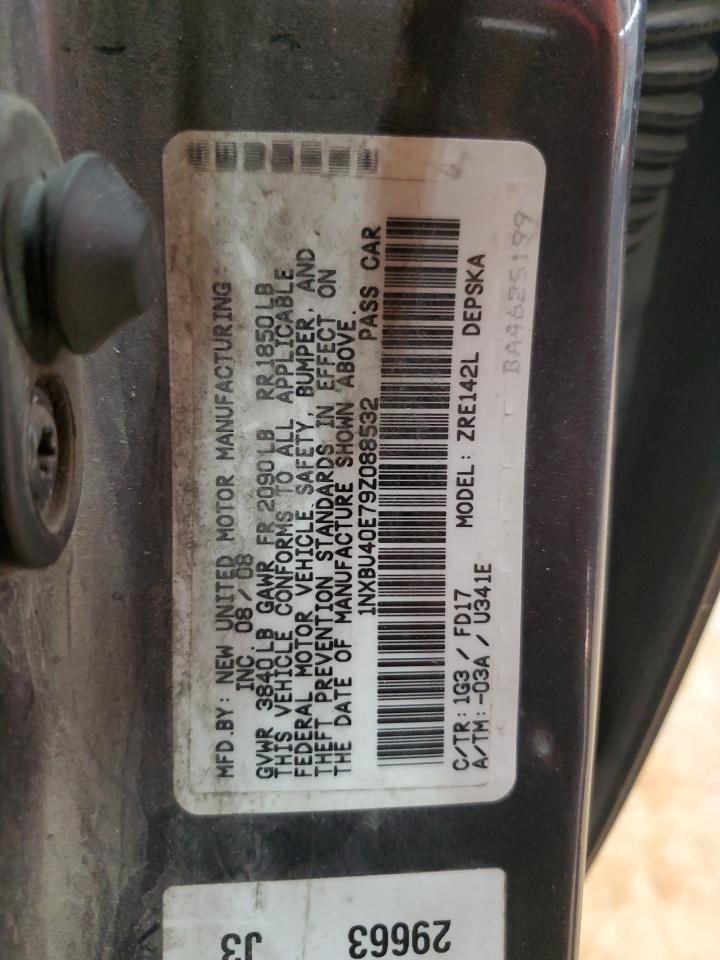 MFD.BY: NEW UNITED MOTOR MANUFACTURING
INC. 08/08
GVWR 3840LB GAWR FR 2090LB RR1850LB
THIS VEHICLE CONFORMS TO ALL APPLICABLE
FEDERAL MOTOR VEHICLE SAFETY, BUMPER, AND
THEFT PREVENTION STANDARDS IN EFFECT ON
THE DATE OF MANUFACTURE SHOWN ABOVE.
1NXBU40E79Z088532 PASS CAR
C/TR: 1G3 / FD17 MODEL: ZRE142L DEPSKA
A/TM: -03A / U341E
BA4625199
29663
J3